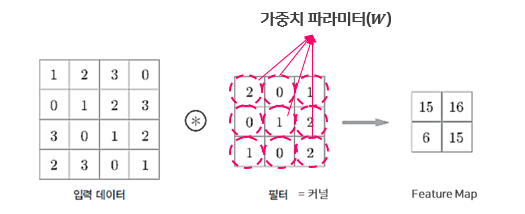 가중치 파라미터(W)
1 2 3 0
0 1 2 3
3 0 1 2
2 3 0 1
2 0 1
0 1 2
1 0 2
15 16
6 15
입력 데이터
필터 = 커널
Feature Map